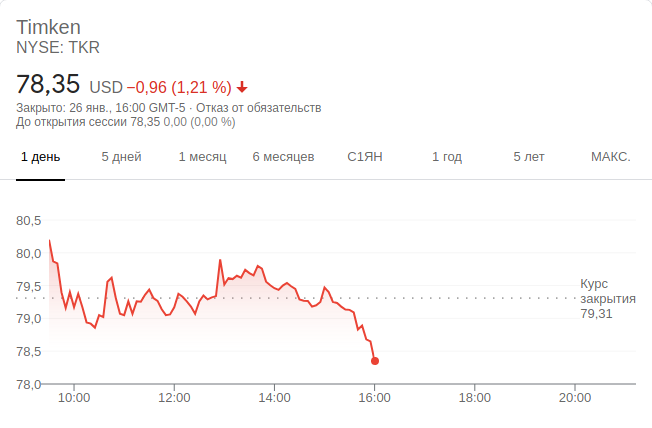 Timken
NYSE: TKR
78,35 USD −0,96 (1,21 %)
Закрыто: 26 янв., 16:00 GMT-5 · Отказ от обязательств
До открытия сессии 78,35 0,00 (0,00 %)
1 день 5 дней 1 месяц 6 месяцев С1ЯН 1 год 5 лет МАКС.
80,5
80,0
79,5
79,0
78,5
78,0
Курс
закрытия
79,31
10:00 12:00 14:00 16:00 18:00 20:00